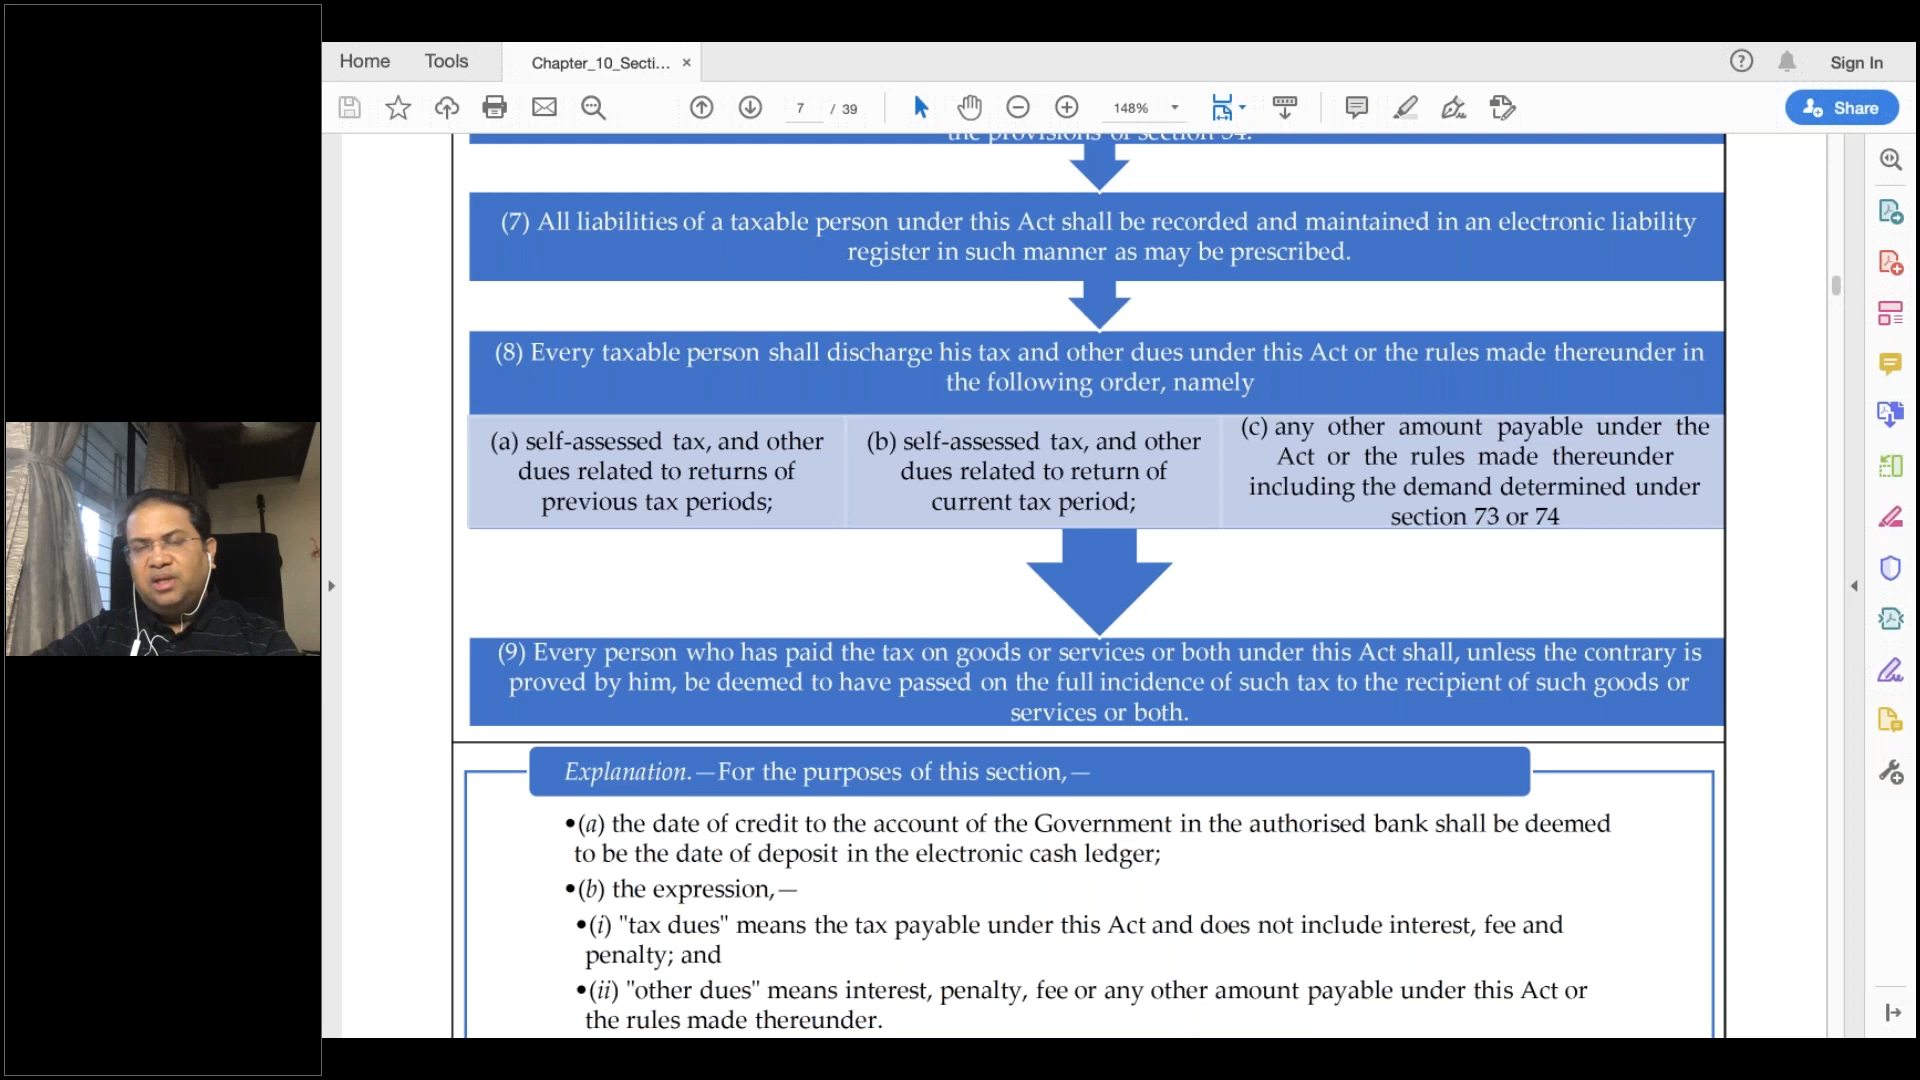 Home
Tools
Chapter_10_Secti... ×
Sign In
7 / 39
148%
Share
the provisions of section 54.
(7) All liabilities of a taxable person under this Act shall be recorded and maintained in an electronic liability
register in such manner as may be prescribed.
(8) Every taxable person shall discharge his tax and other dues under this Act or the rules made thereunder in
the following order, namely
(a) self-assessed tax, and other
dues related to returns of
previous tax periods;
(b) self-assessed tax, and other
dues related to return of
current tax period;
(c) any other amount payable under the
Act or the rules made thereunder
including the demand determined under
section 73 or 74
(9) Every person who has paid the tax on goods or services or both under this Act shall, unless the contrary is
proved by him, be deemed to have passed on the full incidence of such tax to the recipient of such goods or
services or both.
Explanation.—For the purposes of this section,—
•(a) the date of credit to the account of the Government in the authorised bank shall be deemed
to be the date of deposit in the electronic cash ledger;
•(b) the expression,—
•(i) "tax dues" means the tax payable under this Act and does not include interest, fee and
penalty; and
•(ii) "other dues" means interest, penalty, fee or any other amount payable under this Act or
the rules made thereunder.